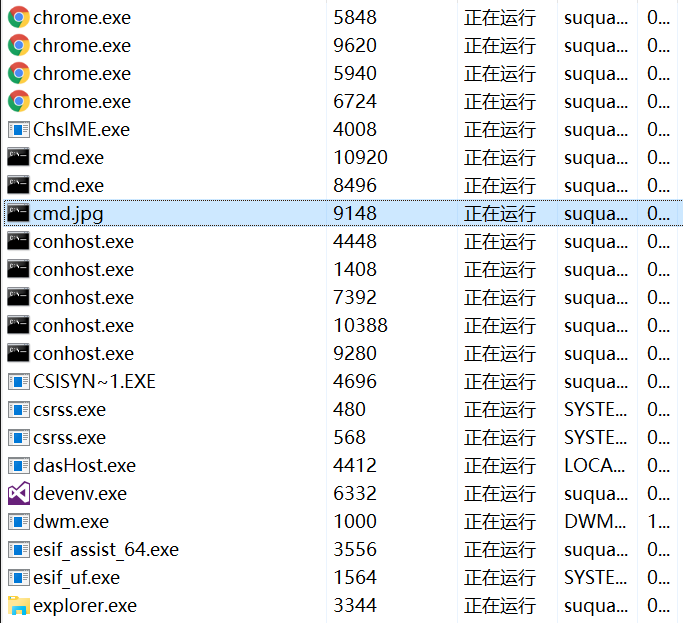 chrome.exe 5848 正在运行 suqua... 0...
chrome.exe 9620 正在运行 suqua... 0...
chrome.exe 5940 正在运行 suqua... 0...
chrome.exe 6724 正在运行 suqua... 0...
ChsIME.exe 4008 正在运行 suqua... 0...
cmd.exe 10920 正在运行 suqua... 0...
cmd.exe 8496 正在运行 suqua... 0...
cmd.jpg 9148 正在运行 suqua... 0...
conhost.exe 4448 正在运行 suqua... 0...
conhost.exe 1408 正在运行 suqua... 0...
conhost.exe 7392 正在运行 suqua... 0...
conhost.exe 10388 正在运行 suqua... 0...
conhost.exe 9280 正在运行 suqua... 0...
CSISYN~1.EXE 4696 正在运行 suqua... 0...
csrss.exe 480 正在运行 SYSTE... 0...
csrss.exe 568 正在运行 SYSTE... 0...
dasHost.exe 4412 正在运行 LOCA... 0...
devenv.exe 6332 正在运行 suqua... 0...
dwm.exe 1000 正在运行 DWM... 1...
esif_assist_64.exe 3556 正在运行 suqua... 0...
esif_uf.exe 1564 正在运行 SYSTE... 0...
explorer.exe 3344 正在运行 suqua... 0...